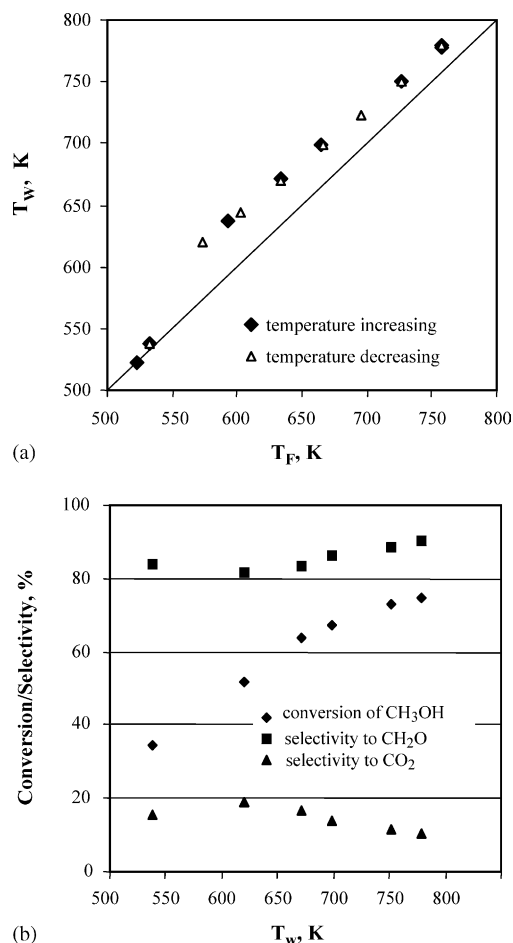 800
750
700
650
600
550
500
T_W, K
temperature increasing
temperature decreasing
500 550 600 650 700 750 800
(a)
T_F, K
100
80
60
40
20
0
Conversion/Selectivity, %
conversion of CH₃OH
selectivity to CH₂O
selectivity to CO₂
500 550 600 650 700 750 800
(b)
T_w, K